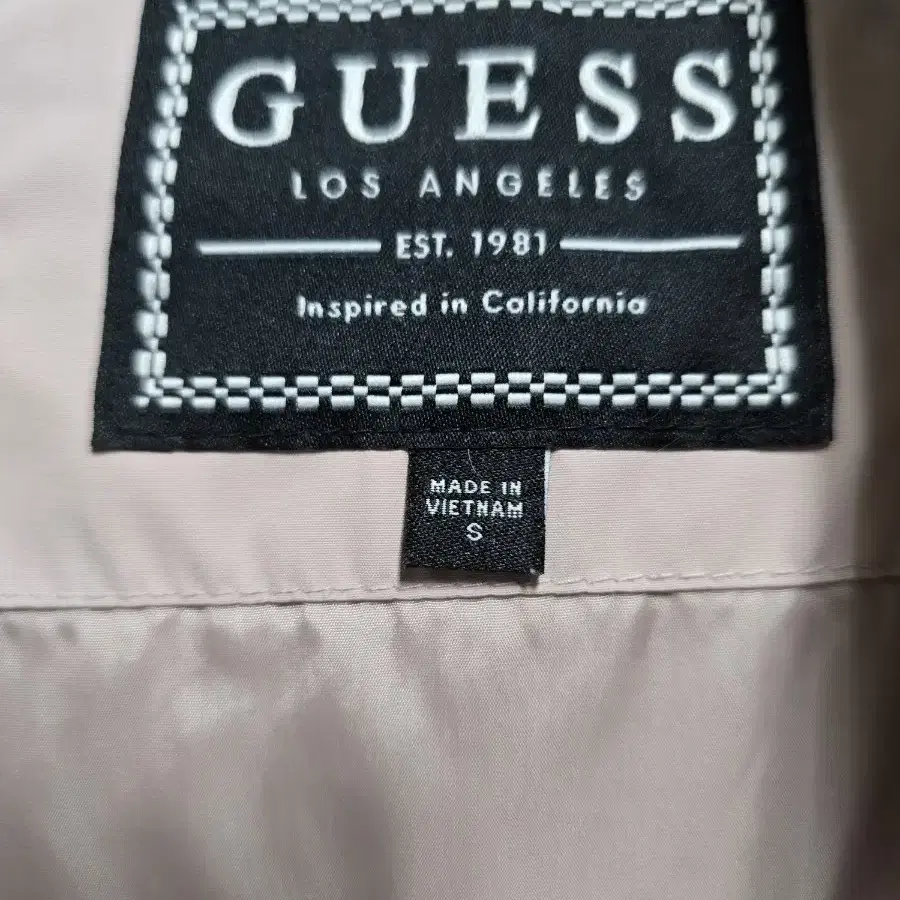 GUESS
LOS ANGELES
EST. 1981
Inspired in California
MADE IN
VIETNAM
S